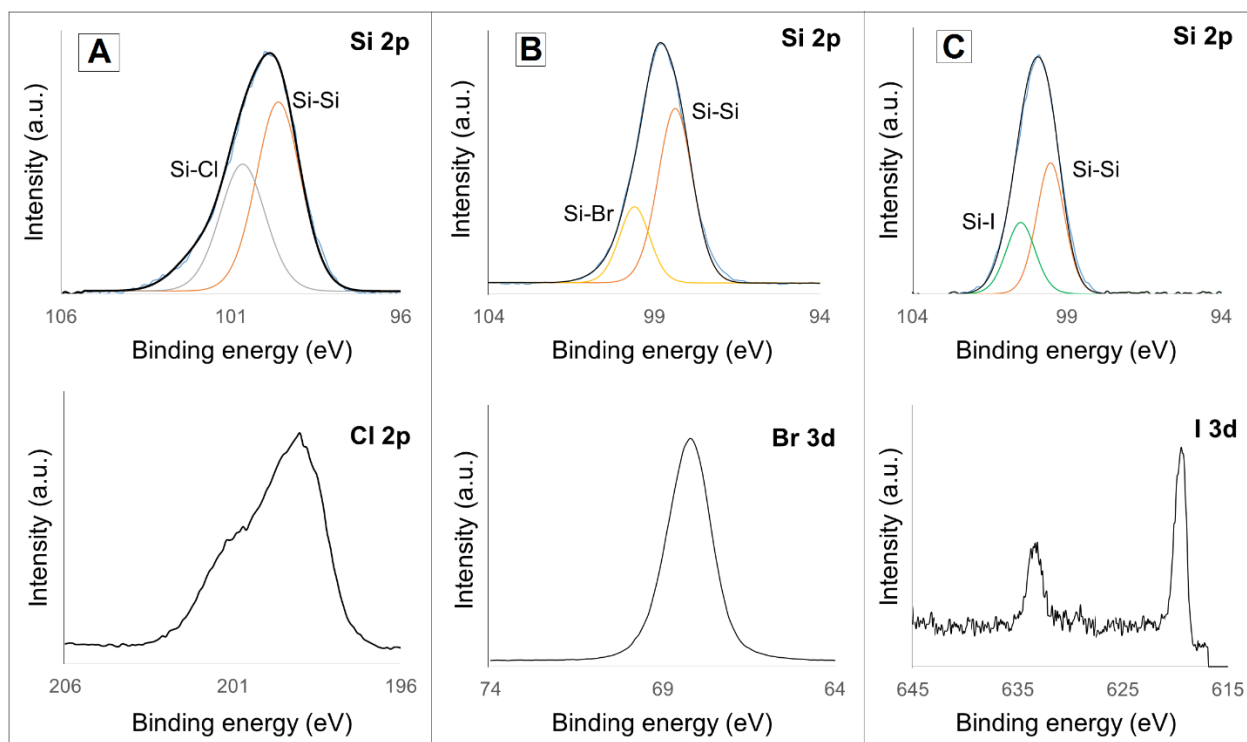 A
Si 2p
Si-Si
Si-Cl
Intensity (a.u.)
106 101 96
Binding energy (eV)
B
Si 2p
Si-Si
Si-Br
Intensity (a.u.)
104 99 94
Binding energy (eV)
C
Si 2p
Si-Si
Si-I
Intensity (a.u.)
104 99 94
Binding energy (eV)
Cl 2p
Intensity (a.u.)
206 201 196
Binding energy (eV)
Br 3d
Intensity (a.u.)
74 69 64
Binding energy (eV)
I 3d
Intensity (a.u.)
645 635 625 615
Binding energy (eV)